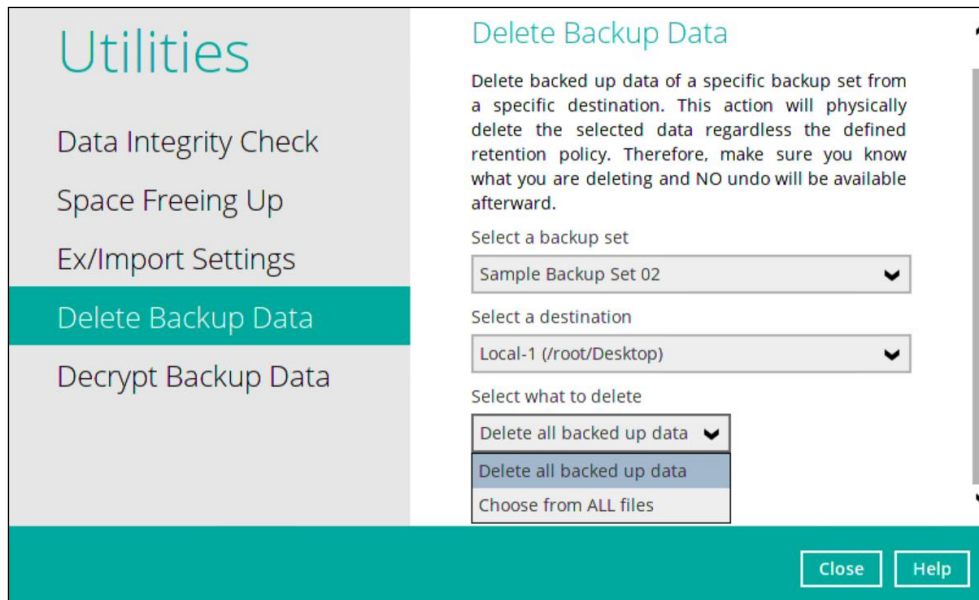 Utilities
Data Integrity Check
Space Freeing Up
Ex/Import Settings
Delete Backup Data
Decrypt Backup Data
Delete Backup Data
Delete backed up data of a specific backup set from
a specific destination. This action will physically
delete the selected data regardless the defined
retention policy. Therefore, make sure you know
what you are deleting and NO undo will be available
afterward.
Select a backup set
Sample Backup Set 02
Select a destination
Local-1 (/root/Desktop)
Select what to delete
Delete all backed up data
Delete all backed up data
Choose from ALL files
Close
Help